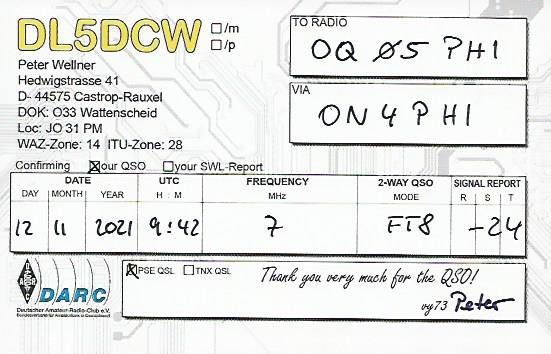 DL5DCW □/m
□/p
Peter Wellner
Hedwigstrasse 41
D- 44575 Castrop-Rauxel
DOK: O33 Wattenscheid
Loc: JO 31 PM
WAZ-Zone: 14 ITU-Zone: 28
TO RADIO
OQ Ø5 PHI
VIA
ON4PHI
Confirming ☒our QSO □your SWL-Report
DATE UTC FREQUENCY 2-WAY QSO SIGNAL REPORT
DAY MONTH YEAR H : M MHz MODE R S T
12 11 2021 9:42 7 FT8 -24
DARC
Deutscher Amateur-Radio-Club e.V.
☒PSE QSL □TNX QSL
Thank you very much for the QSO!
vy73 Peter